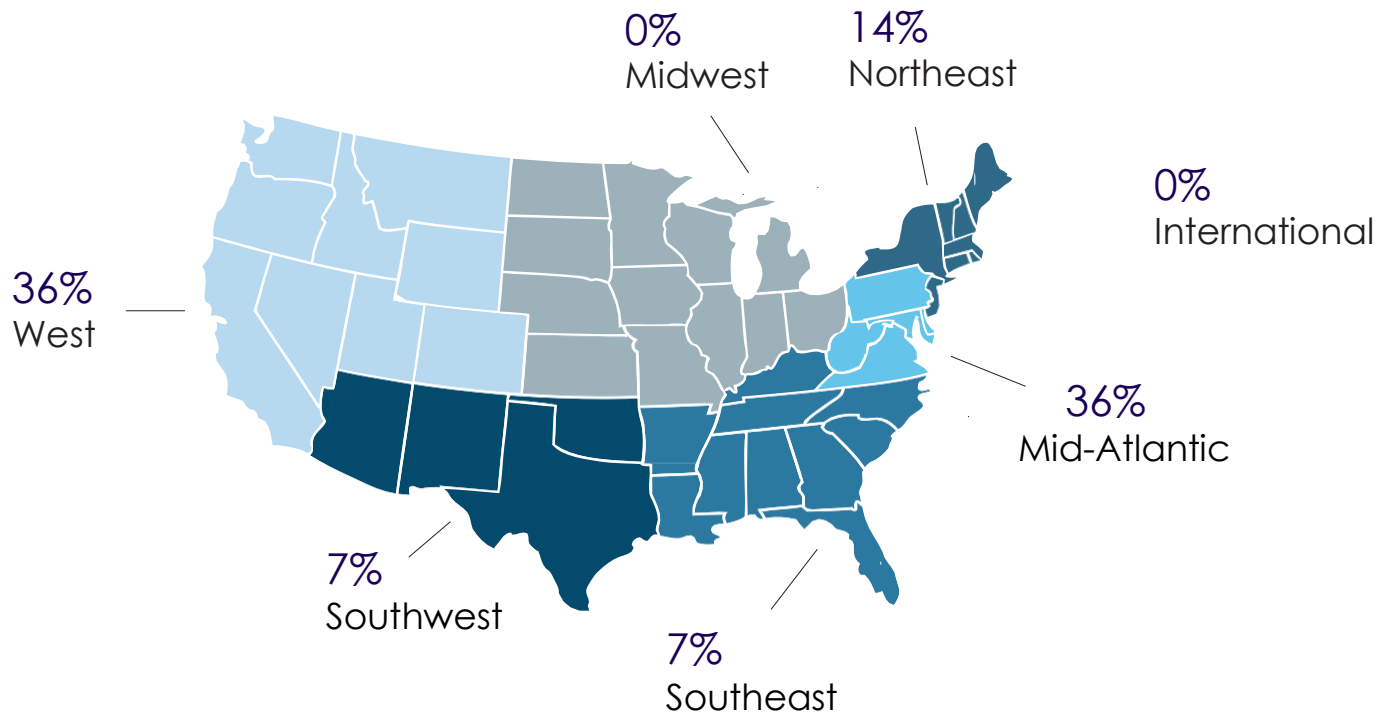 0%
Midwest
14%
Northeast
0%
International
36%
West
36%
Mid-Atlantic
7%
Southwest
7%
Southeast